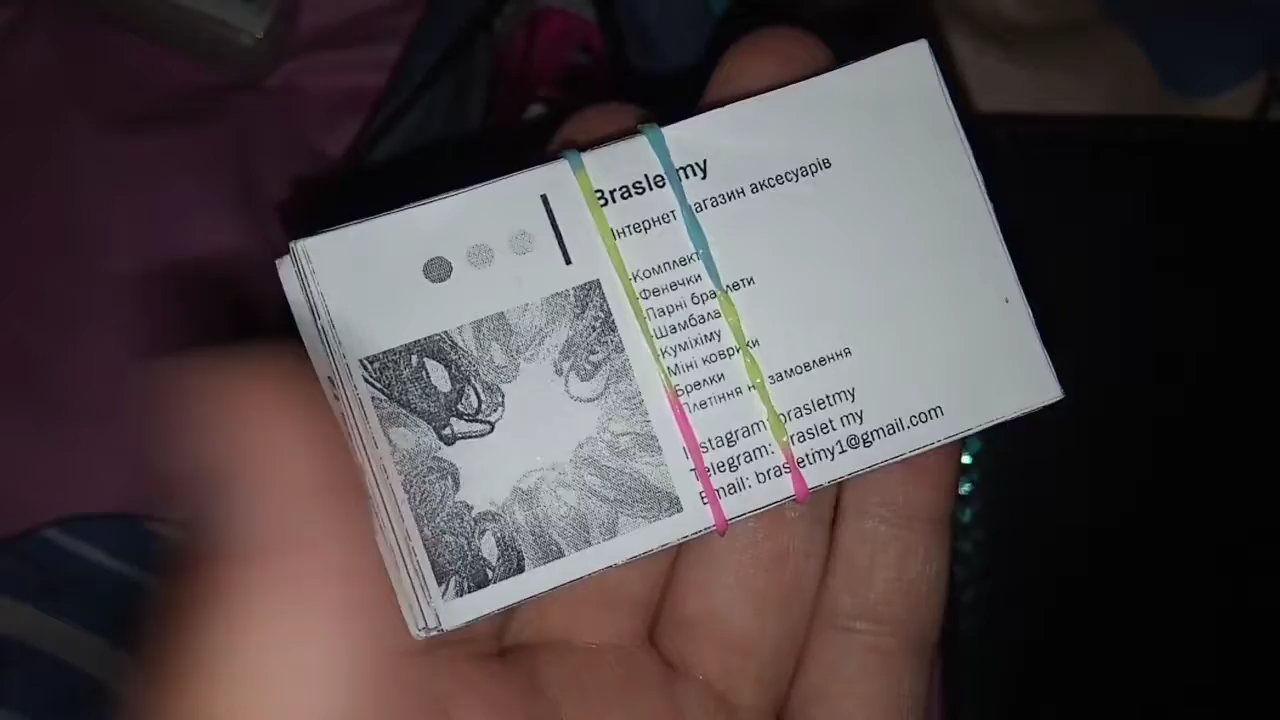 Brasletmy
Інтернет магазин аксесуарів
-Комплект
-Фенечки
-Парні браслети
-Шамбала
-Куміхіму
-Міні коврики
-Брелки
-Плетіння на замовлення
Instagram: brasletmy
Telegram: braslet my
Email: brasletmy1@gmail.com